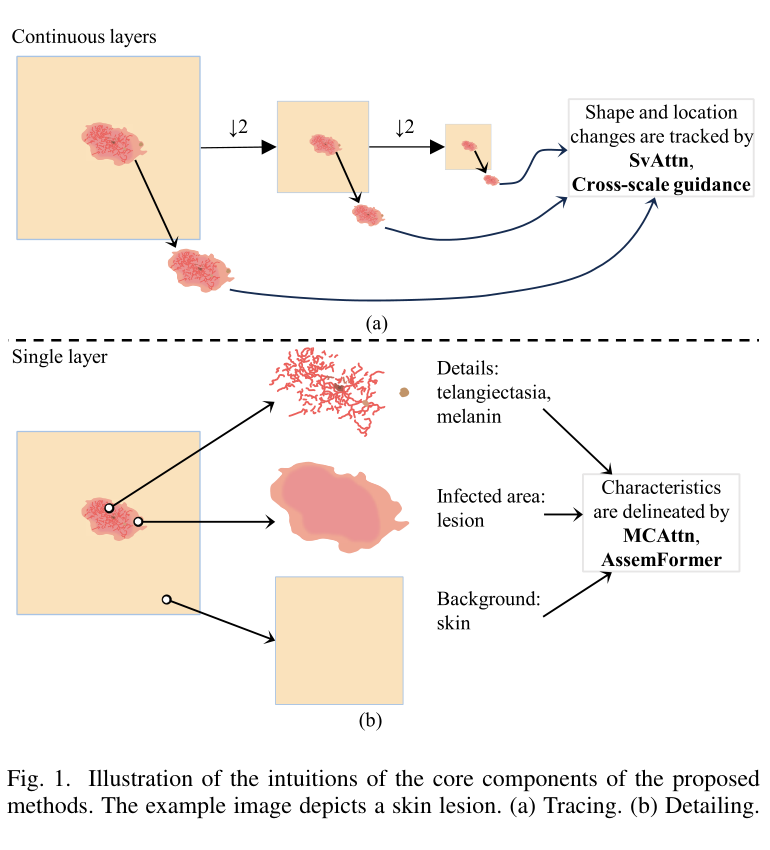 Continuous layers
↓2
↓2
Shape and location
changes are tracked by
SvAttn,
Cross-scale guidance
(a)
Single layer
Details:
telangiectasia,
melanin
Infected area:
lesion
Background:
skin
Characteristics
are delineated by
MCAttn,
AssemFormer
(b)
Fig. 1. Illustration of the intuitions of the core components of the proposed
methods. The example image depicts a skin lesion. (a) Tracing. (b) Detailing.